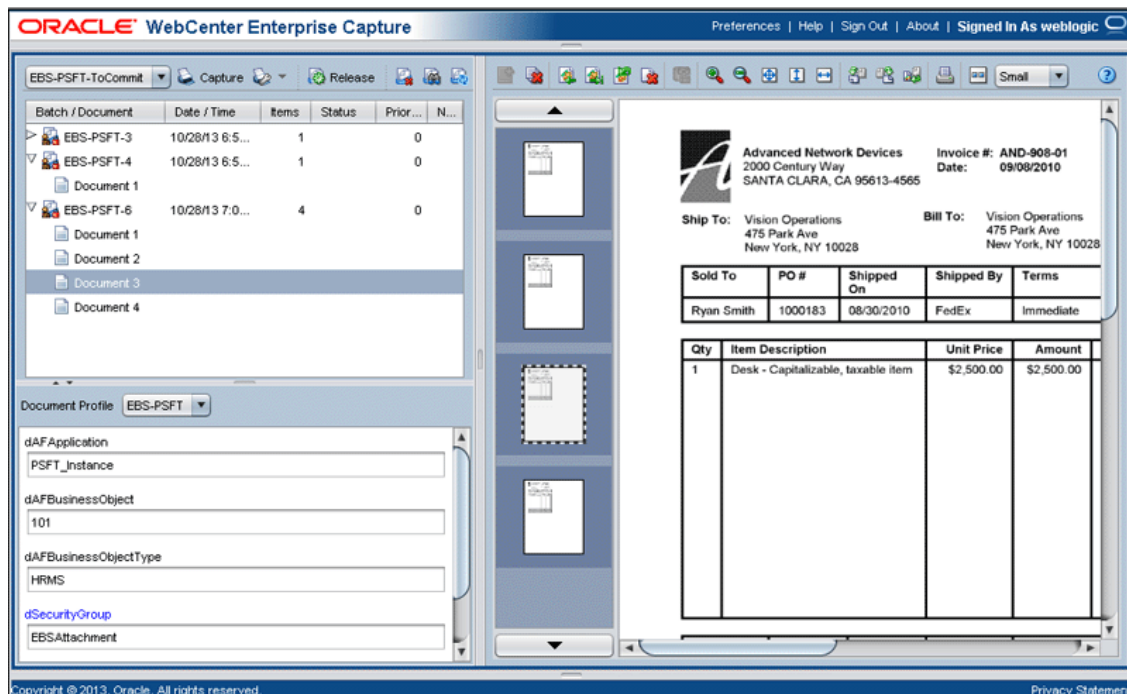 ORACLE WebCenter Enterprise Capture
Preferences | Help | Sign Out | About | Signed In As weblogic
EBS-PSFT-ToCommit Capture Release
Batch / Document Date / Time Items Status Prior... N...
EBS-PSFT-3 10/28/13 6:5... 1 0
EBS-PSFT-4 10/28/13 6:5... 1 0
Document 1
EBS-PSFT-6 10/28/13 7:0... 4 0
Document 1
Document 2
Document 3
Document 4
Document Profile EBS-PSFT
dAFApplication
PSFT_Instance
dAFBusinessObject
101
dAFBusinessObjectType
HRMS
dSecurityGroup
EBSAttachment
Small
Advanced Network Devices
2000 Century Way
SANTA CLARA, CA 95613-4565
Invoice #: AND-908-01
Date: 09/08/2010
Ship To: Vision Operations
475 Park Ave
New York, NY 10028
Bill To: Vision Operations
475 Park Ave
New York, NY 10028
Sold To PO # Shipped On Shipped By Terms
Ryan Smith 1000183 08/30/2010 FedEx Immediate
Qty Item Description Unit Price Amount
1 Desk - Capitalizable, taxable item $2,500.00 $2,500.00
Copyright © 2013, Oracle. All rights reserved.
Privacy Statemen